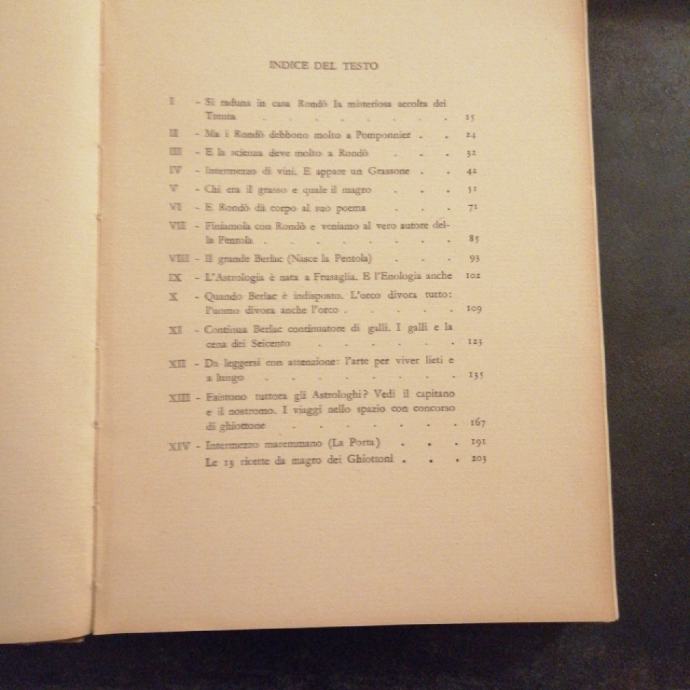 INDICE DEL TESTO
I - Si raduna in casa Rondò la misteriosa accolta dei
Trenta . . . . . . . 15
II - Ma i Rondò debbono molto a Pomponnier . . 24
III - E la scienza deve molto a Rondò . . . 32
IV - Intermezzo di vini. E appare un Grassone . . 42
V - Chi era il grasso e quale il magro . . . 51
VI - E Rondò dà corpo al suo poema . . . 71
VII - Finiamola con Rondò e veniamo al vero autore del-
la Pentola . . . . . . . 85
VIII - Il grande Berlac (Nasce la Pentola) . . . 93
IX - L'Astrologia è nata a Frusaglia. E l'Enologia anche 102
X - Quando Berlac è indisposto. L'orco divora tutto:
l'uomo divora anche l'orco . . . . 109
XI - Continua Berlac continuatore di galli. I galli e la
cena dei Seicento . . . . . 123
XII - Da leggersi con attenzione: l'arte per viver lieti e
a lungo . . . . . . . 135
XIII - Esistono tuttora gli Astrologhi? Vedi il capitano
e il nostromo. I viaggi nello spazio con concorso
di ghiottone . . . . . . 167
XIV - Intermezzo maremmano (La Porta) . . . 191
Le 13 ricette da magro dei Ghiottoni . . . 203